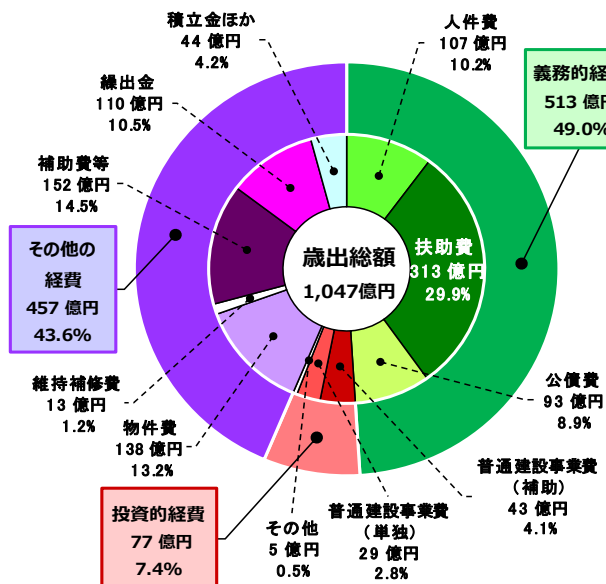 積立金ほか
44 億円
4.2%
人件費
107 億円
10.2%
義務的経
513 億円
49.0%
繰出金
110 億円
10.5%
補助費等
152 億円
14.5%
その他の
経費
457 億円
43.6%
歳出総額
1,047億円
扶助費
313 億円
29.9%
維持補修費
13 億円
1.2%
物件費
138 億円
13.2%
公債費
93 億円
8.9%
普通建設事業費
(補助)
43 億円
4.1%
投資的経費
77 億円
7.4%
その他
5 億円
0.5%
普通建設事業費
(単独)
29 億円
2.8%